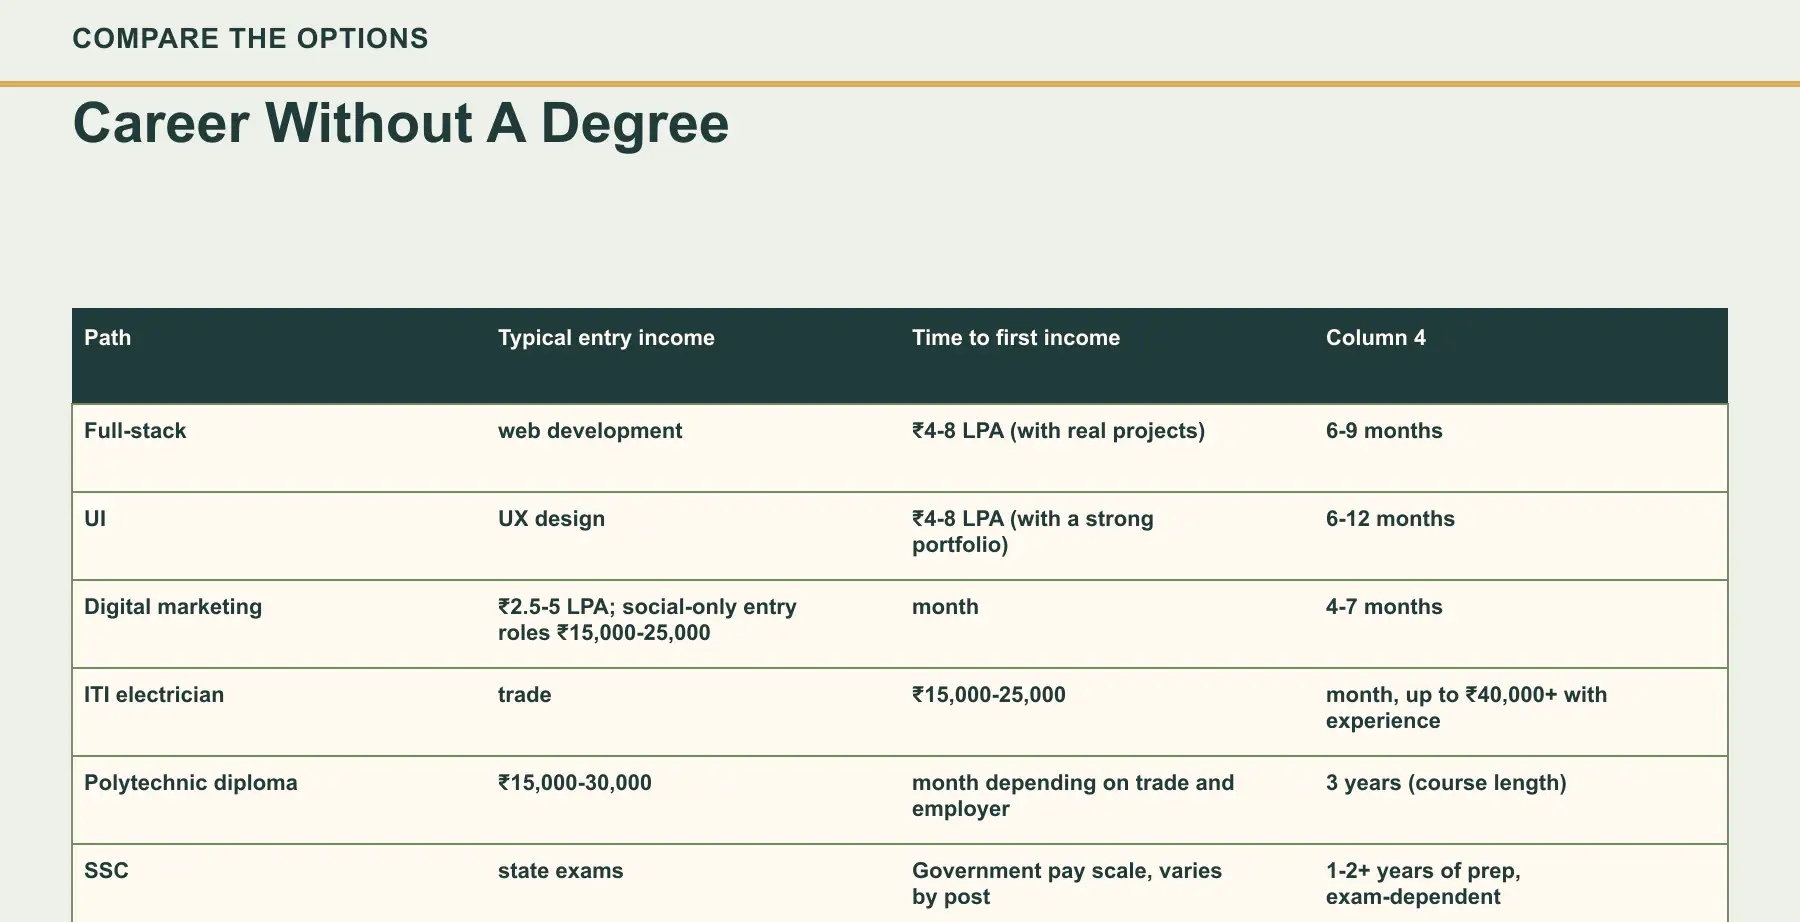 COMPARE THE OPTIONS
Career Without A Degree
Path Typical entry income Time to first income Column 4
Full-stack web development ₹4-8 LPA (with real projects) 6-9 months
UI UX design ₹4-8 LPA (with a strong 6-12 months
portfolio)
Digital marketing ₹2.5-5 LPA; social-only entry month 4-7 months
roles ₹15,000-25,000
ITI electrician trade ₹15,000-25,000 month, up to ₹40,000+ with
experience
Polytechnic diploma ₹15,000-30,000 month depending on trade and 3 years (course length)
employer
SSC state exams Government pay scale, varies 1-2+ years of prep,
by post exam-dependent